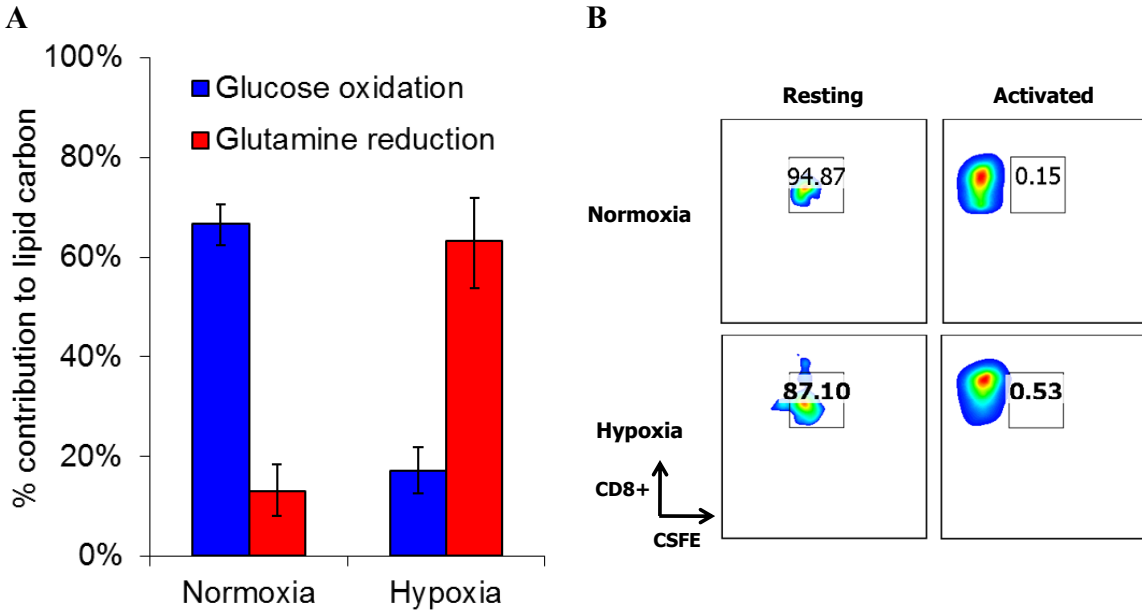 A
B
100%
80%
60%
40%
20%
0%
% contribution to lipid carbon
Glucose oxidation
Glutamine reduction
Normoxia
Hypoxia
Resting
Activated
Normoxia
94.87
0.15
Hypoxia
87.10
0.53
CD8+
CSFE